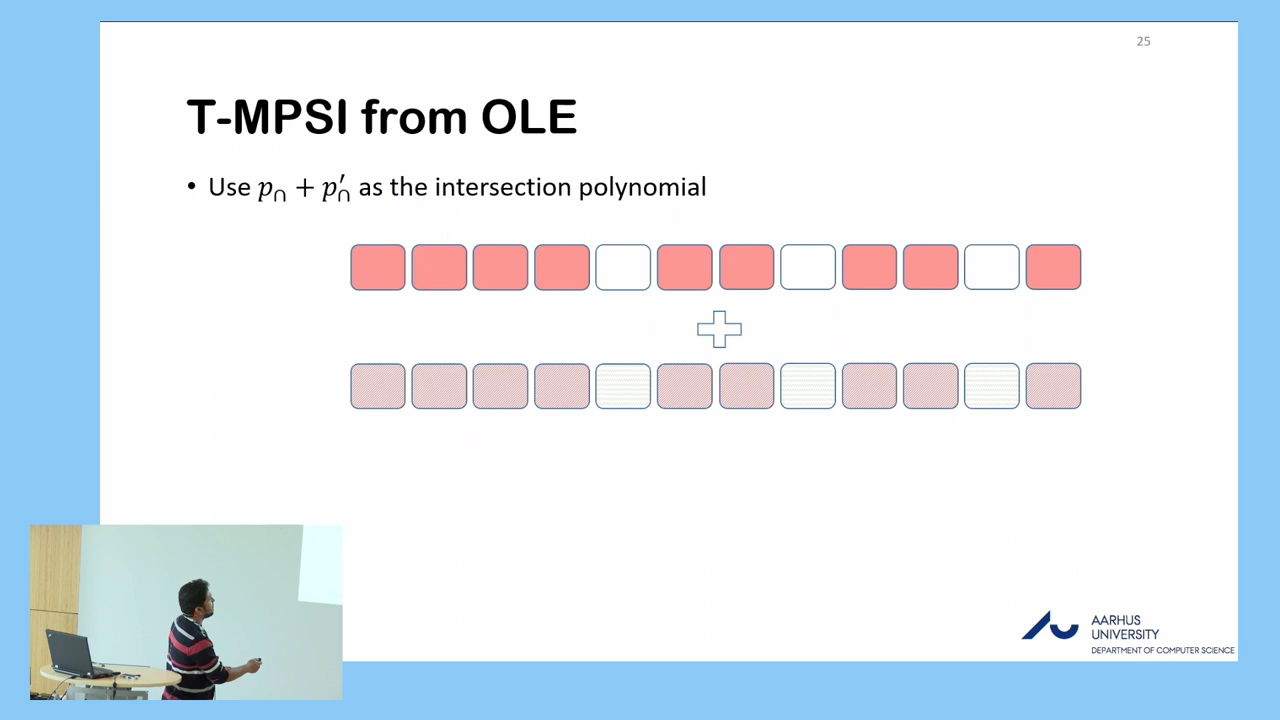 25
T-MPSI from OLE
• Use p∩ + p′∩ as the intersection polynomial
AARHUS
UNIVERSITY
DEPARTMENT OF COMPUTER SCIENCE